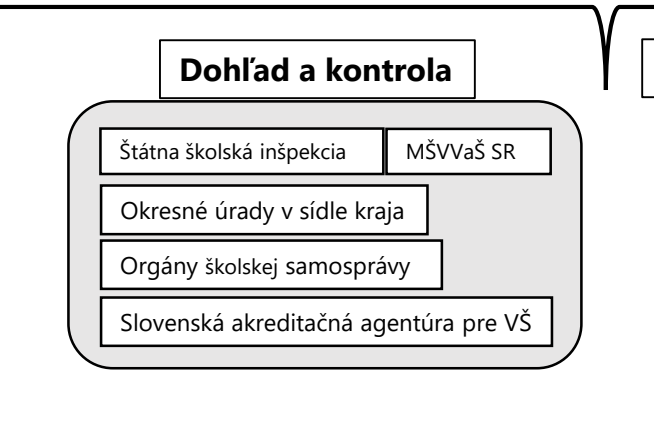 Dohľad a kontrola
Štátna školská inšpekcia MŠVVaŠ SR
Okresné úrady v sídle kraja
Orgány školskej samosprávy
Slovenská akreditačná agentúra pre VŠ